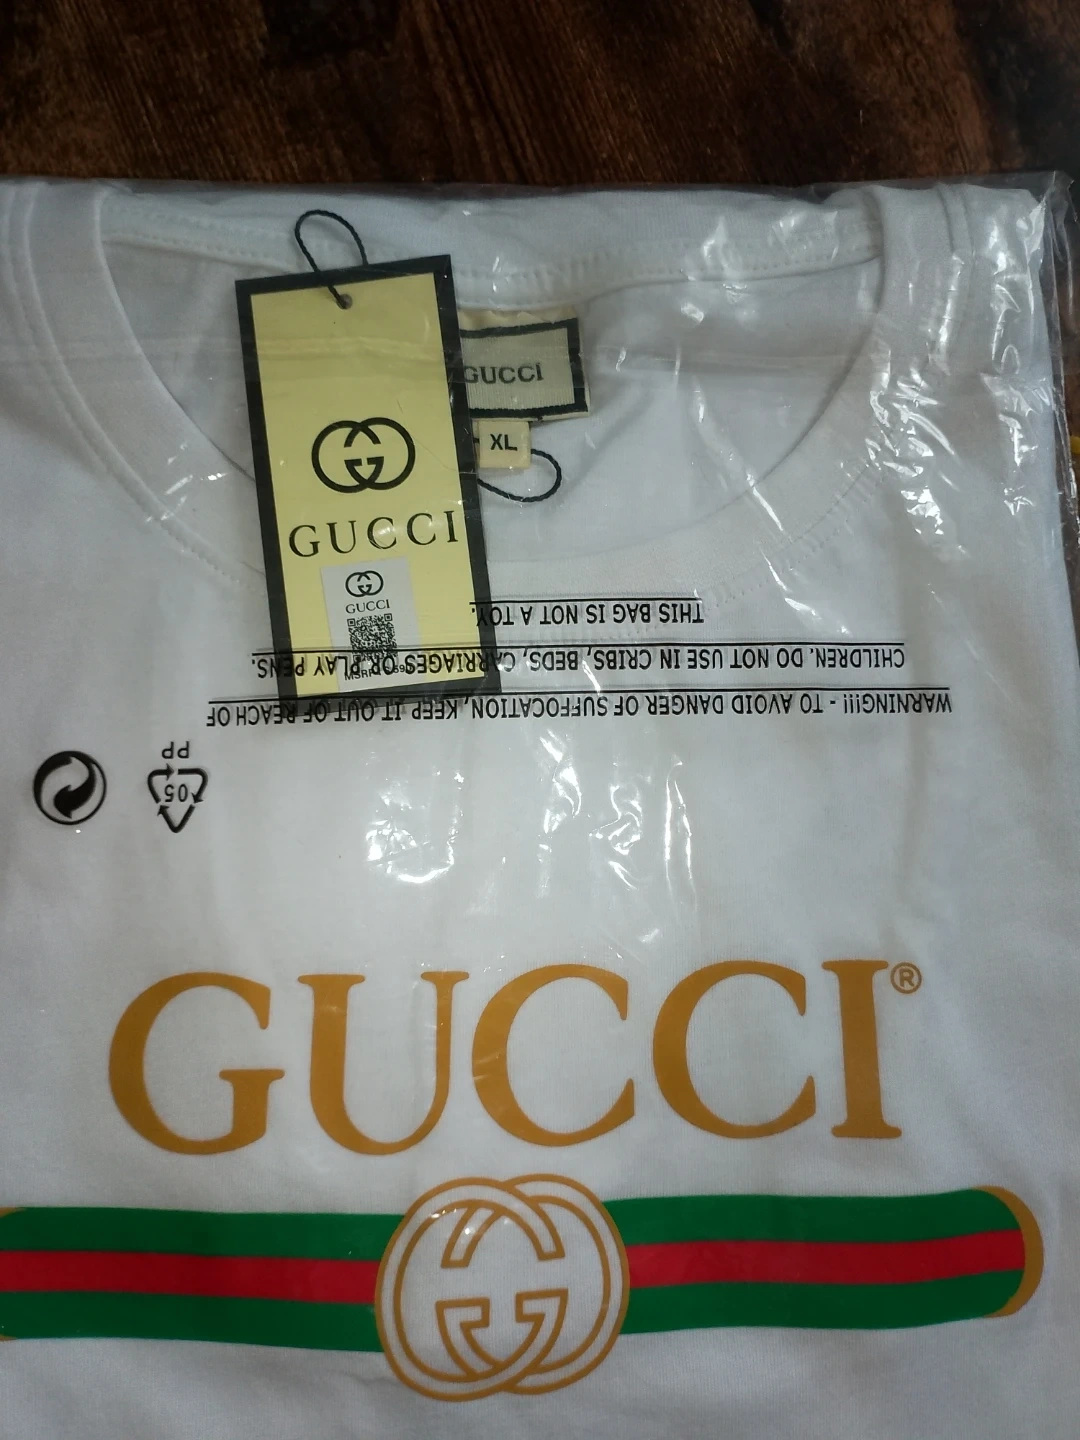 GUCCI
XL
GUCCI
GUCCI
MSRP
THIS BAG IS NOT A TOY.
WARNING!!! - TO AVOID DANGER OF SUFFOCATION, KEEP IT OUT OF REACH OF
CHILDREN. DO NOT USE IN CRIBS, BEDS, CARRIAGES OR PLAY PENS.
05
PP
GUCCI®